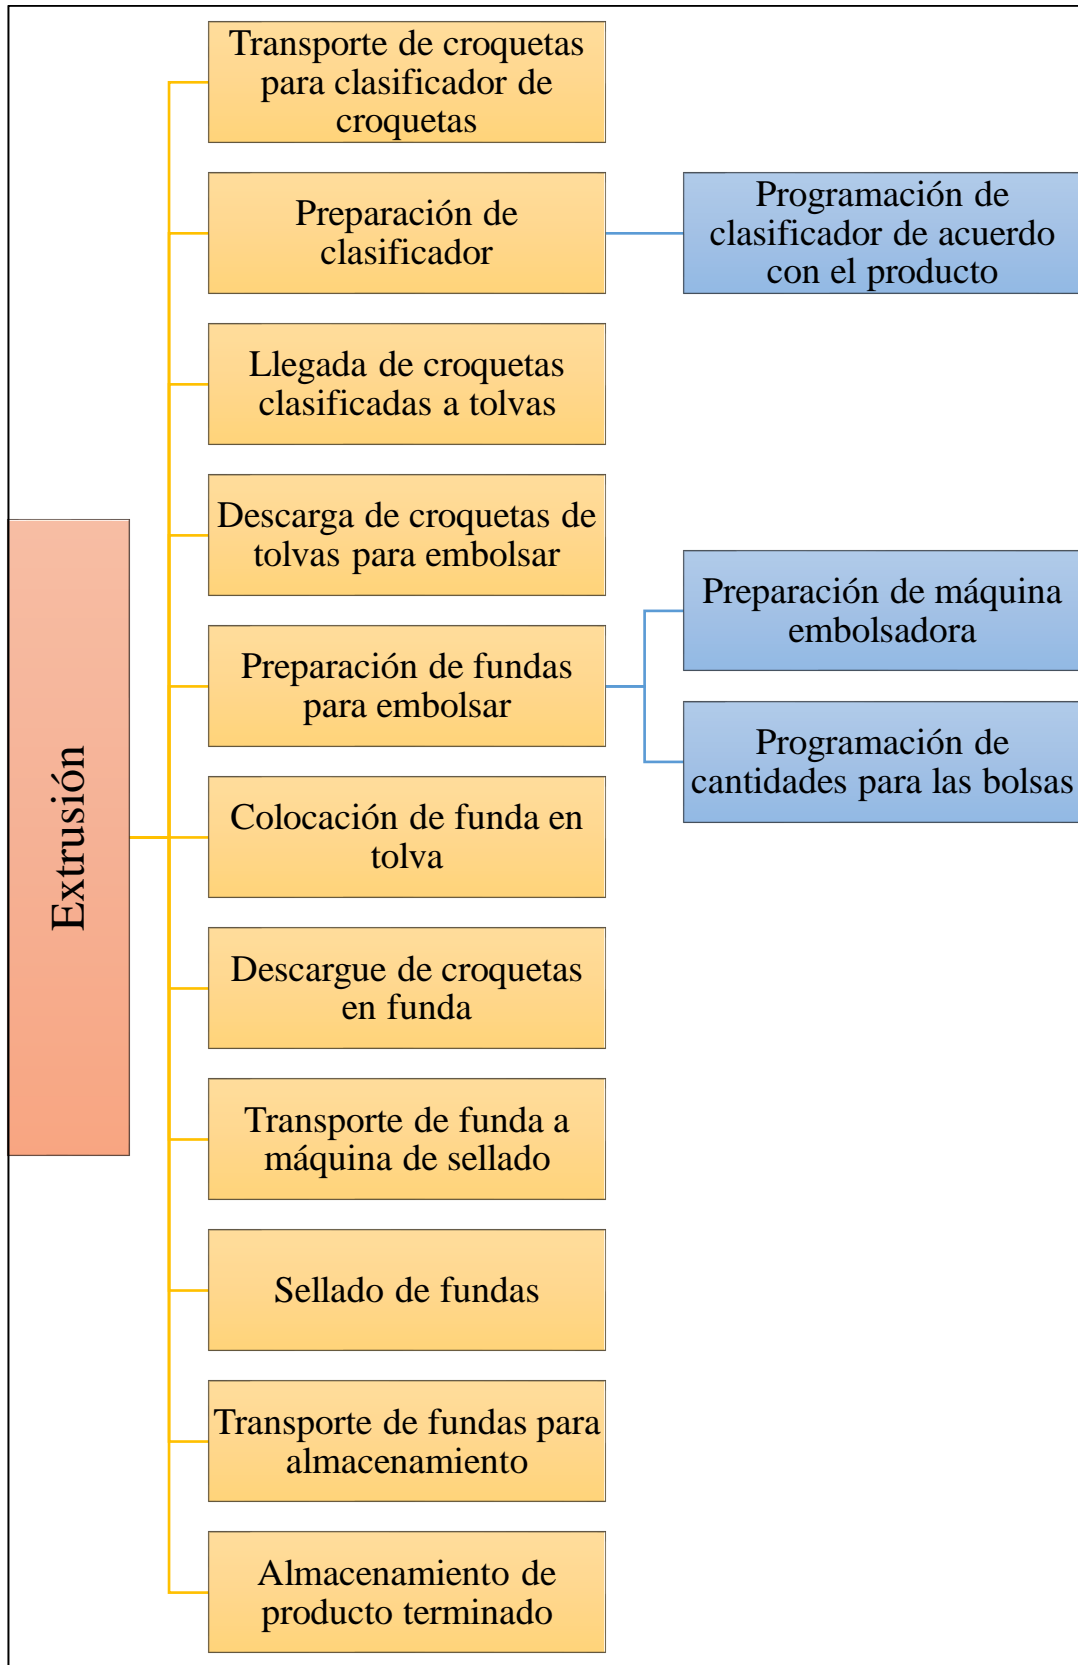 Transporte de croquetas
para clasificador de
croquetas
Preparación de
clasificador
Programación de
clasificador de acuerdo
con el producto
Llegada de croquetas
clasificadas a tolvas
Descarga de croquetas de
tolvas para embolsar
Preparación de fundas
para embolsar
Preparación de máquina
embolsadora
Programación de
cantidades para las bolsas
Extrusión
Colocación de funda en
tolva
Descargue de croquetas
en funda
Transporte de funda a
máquina de sellado
Sellado de fundas
Transporte de fundas para
almacenamiento
Almacenamiento de
producto terminado